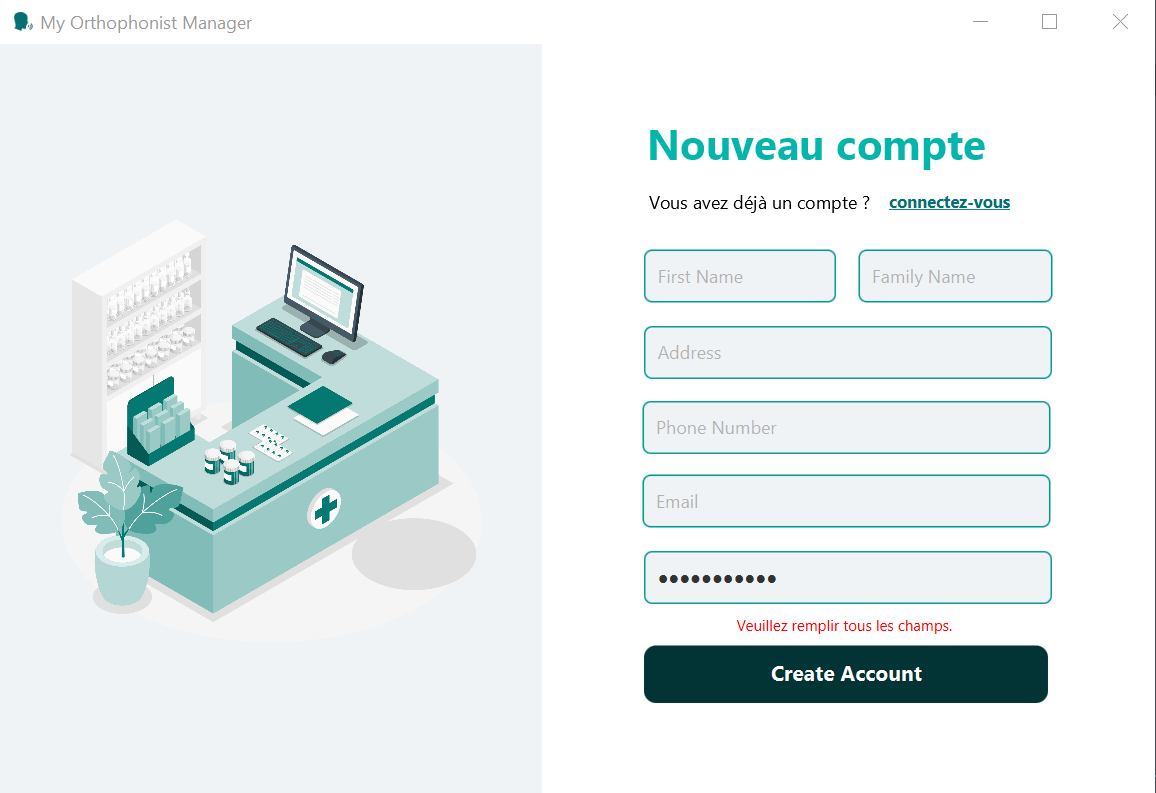 My Orthophonist Manager
Nouveau compte
Vous avez déjà un compte ? connectez-vous
First Name Family Name
Address
Phone Number
Email
•••••••••••
Veuillez remplir tous les champs.
Create Account